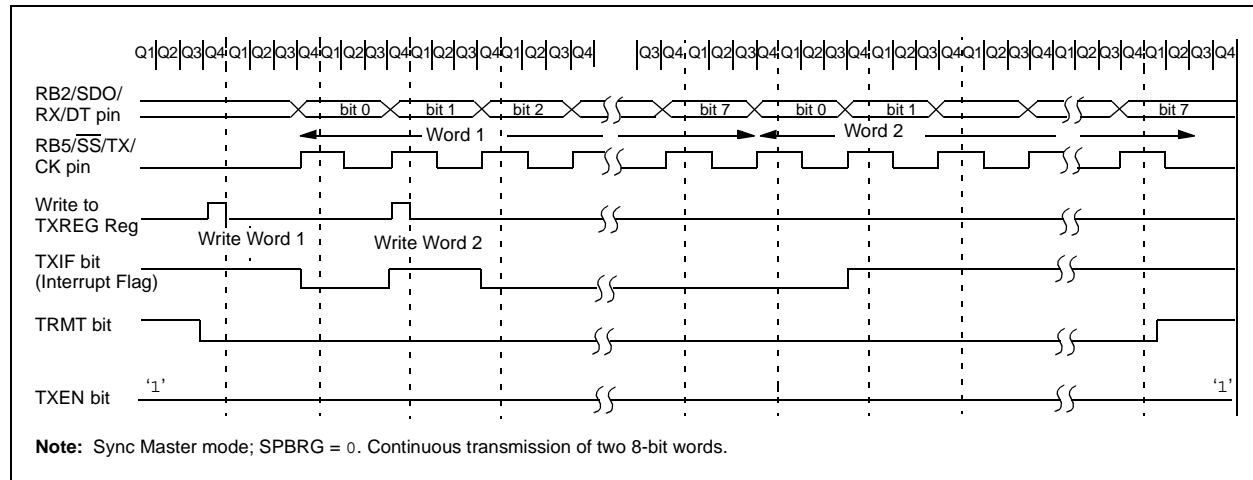 Q1 Q2 Q3 Q4 Q1 Q2 Q3 Q4 Q1 Q2 Q3 Q4 Q1 Q2 Q3 Q4 Q1 Q2 Q3 Q4 Q3 Q4 Q1 Q2 Q3 Q4 Q1 Q2 Q3 Q4 Q1 Q2 Q3 Q4 Q1 Q2 Q3 Q4 Q1 Q2 Q3 Q4 Q1 Q2 Q3 Q4
RB2/SDO/
RX/DT pin
bit 0 bit 1 bit 2 bit 7 bit 0 bit 1 bit 7
Word 1 Word 2
RB5/SS/TX/
CK pin
Write to
TXREG Reg
Write Word 1 Write Word 2
TXIF bit
(Interrupt Flag)
TRMT bit
TXEN bit
‘1’ ‘1’
Note: Sync Master mode; SPBRG = 0. Continuous transmission of two 8-bit words.